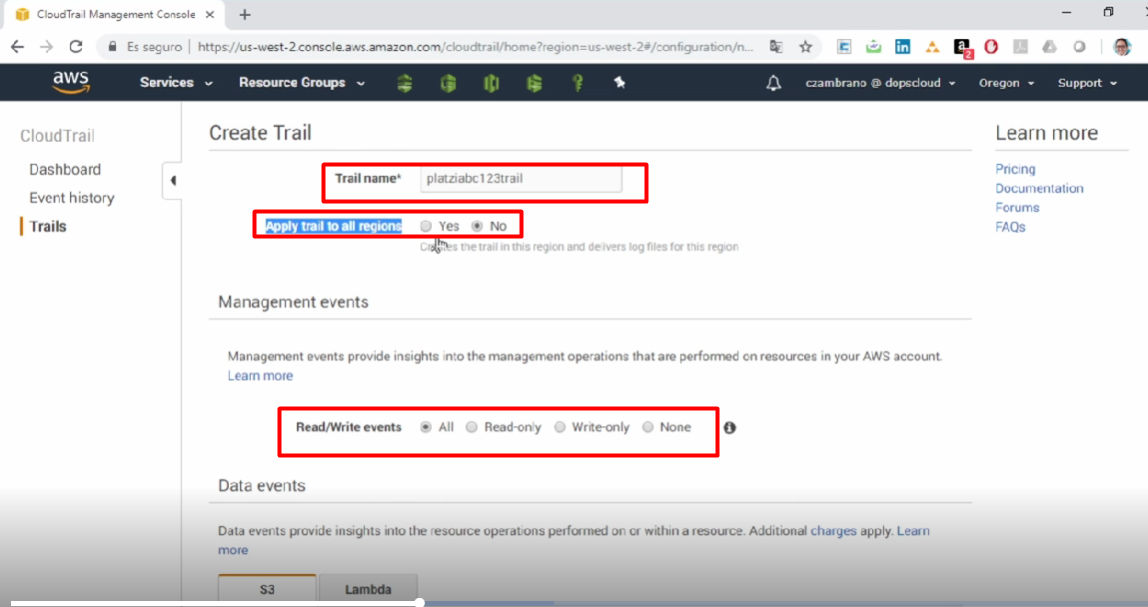 CloudTrail Management Console
Es seguro | https://us-west-2.console.aws.amazon.com/cloudtrail/home?region=us-west-2#/configuration/n...
2
aws Services Resource Groups czambrano @ dopscloud Oregon Support
CloudTrail
Dashboard
Event history
Trails
Create Trail
Trail name* platziabc123trail
Apply trail to all regions Yes No
the trail in this region and delivers log files for this region
Management events
Management events provide insights into the management operations that are performed on resources in your AWS account.
Learn more
Read/Write events All Read-only Write-only None
Data events
Data events provide insights into the resource operations performed on or within a resource. Additional charges apply. Learn
more
S3 Lambda
Learn more
Pricing
Documentation
Forums
FAQs